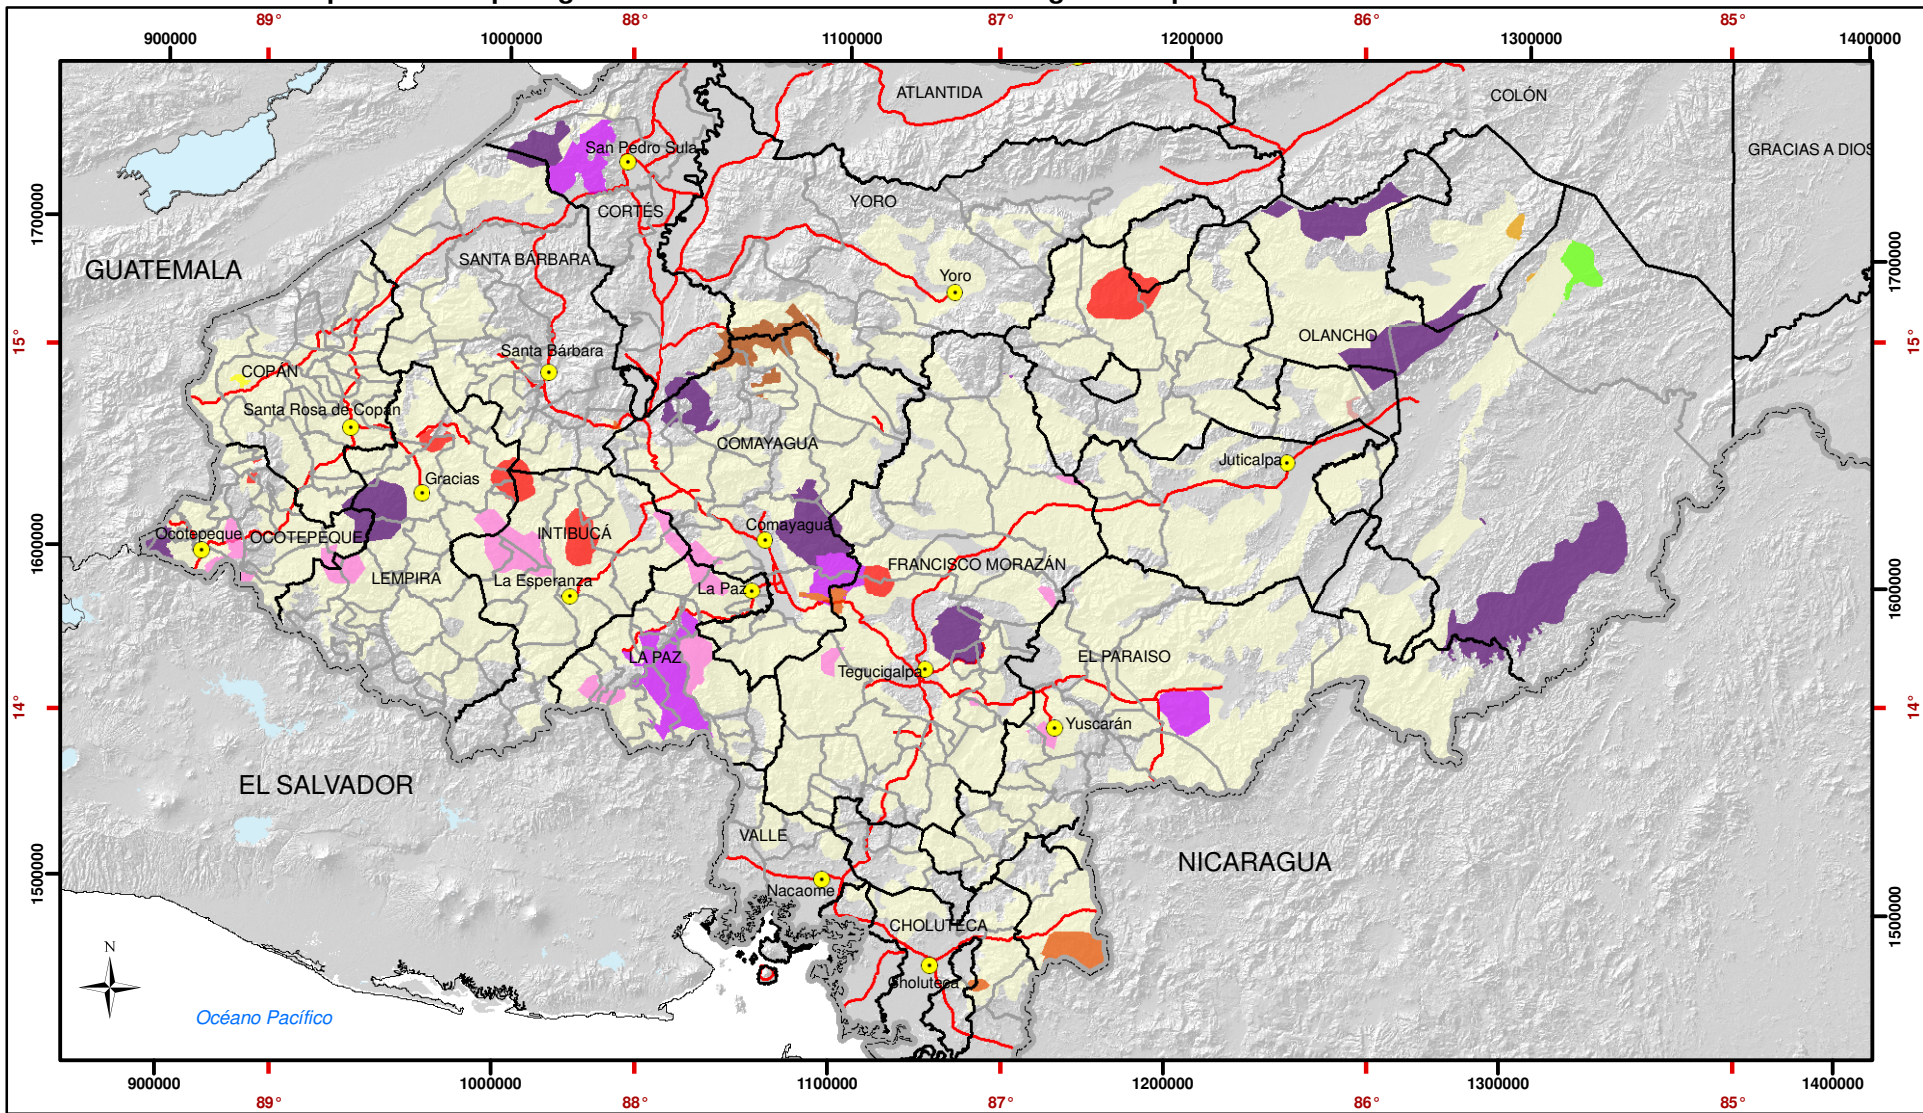 89° 88° 87° 86° 85°
900000 1000000 1100000 1200000 1300000 1400000
ATLANTIDA
COLÓN
GRACIAS A DIOS
San Pedro Sula
YORO
CORTÉS
1700000
1700000
SANTA BÁRBARA
GUATEMALA
Yoro
OLANCHO
15°
15°
Santa Bárbara
COPÁN
Santa Rosa de Copán
COMAYAGUA
Juticalpa
Gracias
Comayagua
Ocotepeque
OCOTEPEQUE
INTIBUCÁ
1600000
FRANCISCO MORAZÁN
LEMPIRA
La Esperanza
La Paz
1600000
LA PAZ
EL PARAISO
Tegucigalpa
14°
14°
Yuscarán
EL SALVADOR
VALLE
NICARAGUA
1500000
Nacaome
CHOLUTECA
1500000
N
Choluteca
Océano Pacífico
900000 1000000 1100000 1200000 1300000 1400000
89° 88° 87° 86° 85°